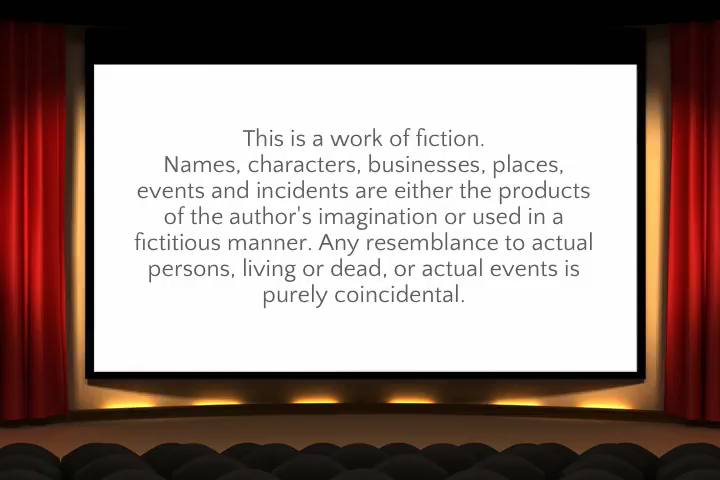 This is a work of fiction.
Names, characters, businesses, places,
events and incidents are either the products
of the author's imagination or used in a
fictitious manner. Any resemblance to actual
persons, living or dead, or actual events is
purely coincidental.